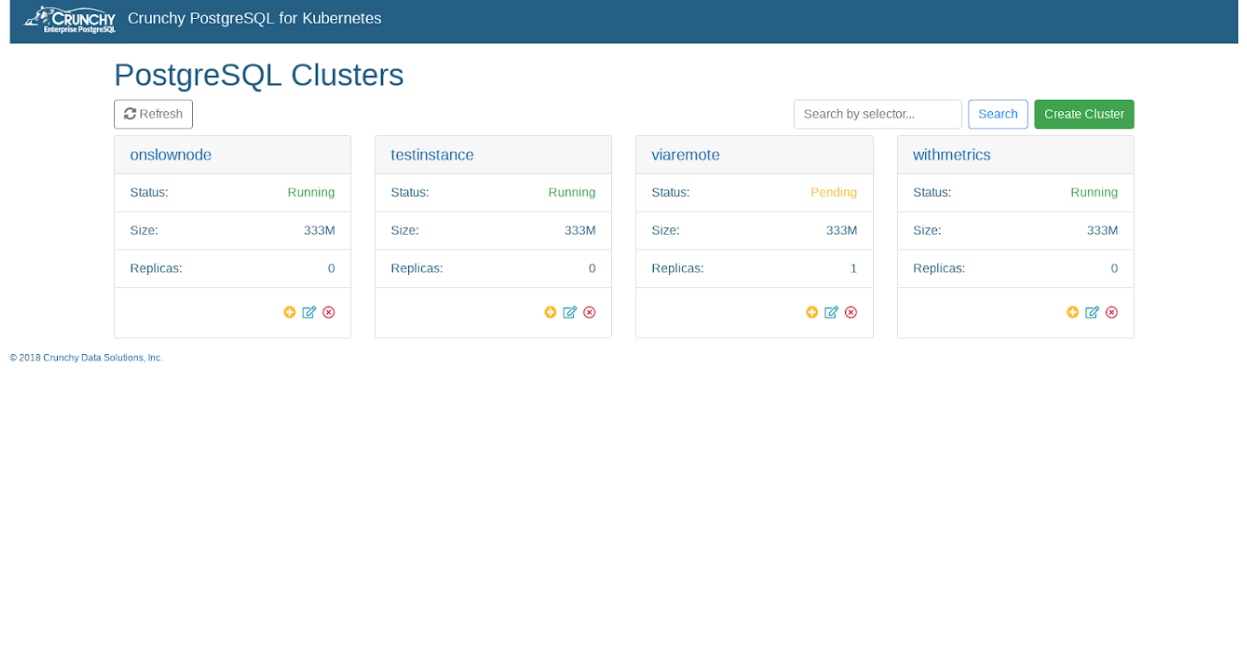 CRUNCHY
Enterprise PostgreSQL
Crunchy PostgreSQL for Kubernetes
PostgreSQL Clusters
Refresh
Search by selector...
Search
Create Cluster
onslownode
testinstance
viaremote
withmetrics
Status: Running
Status: Running
Status: Pending
Status: Running
Size: 333M
Size: 333M
Size: 333M
Size: 333M
Replicas: 0
Replicas: 0
Replicas: 1
Replicas: 0
© 2018 Crunchy Data Solutions, Inc.